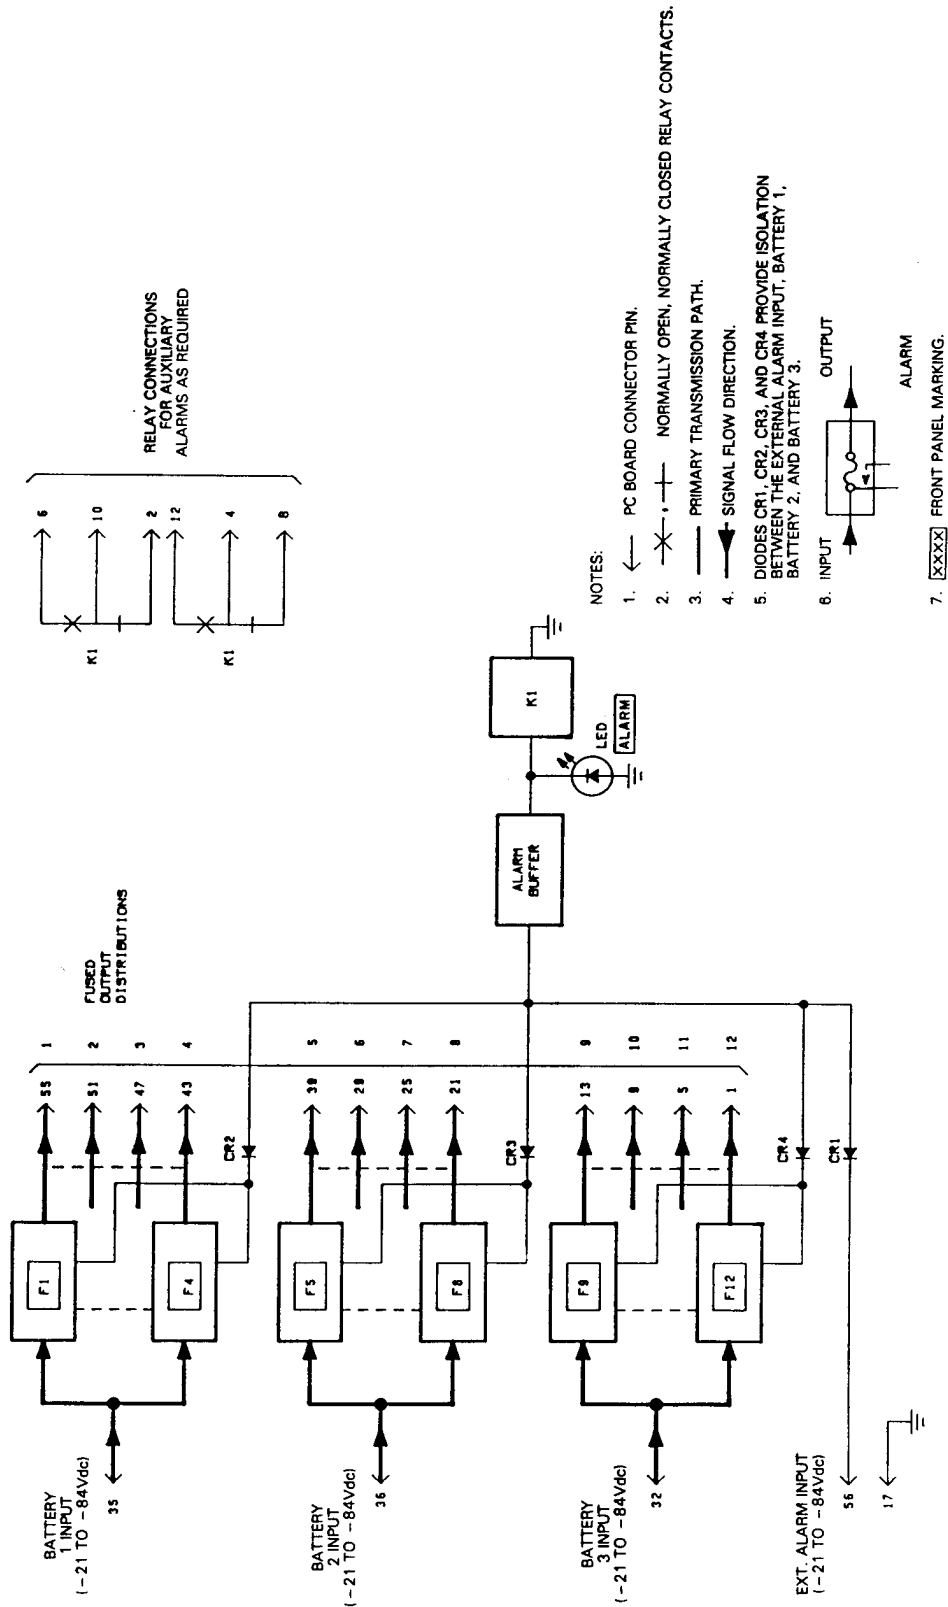 BATTERY
1 INPUT
(-21 TO -84Vdc)
35
F1
F4
55
51
47
43
1
2
3
4
FUSED
OUTPUT
DISTRIBUTIONS
CR2
BATTERY
2 INPUT
(-21 TO -84Vdc)
36
F5
F8
39
29
25
21
5
6
7
8
CR3
BATTERY
3 INPUT
(-21 TO -84Vdc)
32
F9
F12
13
9
5
1
9
10
11
12
CR4
CR1
EXT. ALARM INPUT
(-21 TO -84Vdc)
56
17
ALARM
BUFFER
K1
LED
ALARM
K1
K1
6
10
2
12
4
8
RELAY CONNECTIONS
FOR AUXILIARY
ALARMS AS REQUIRED
NOTES:
1. PC BOARD CONNECTOR PIN.
2. , NORMALLY OPEN, NORMALLY CLOSED RELAY CONTACTS.
3. PRIMARY TRANSMISSION PATH.
4. SIGNAL FLOW DIRECTION.
5. DIODES CR1, CR2, CR3, AND CR4 PROVIDE ISOLATION
BETWEEN THE EXTERNAL ALARM INPUT, BATTERY 1,
BATTERY 2, AND BATTERY 3.
6. INPUT OUTPUT
ALARM
7. XXXX FRONT PANEL MARKING.